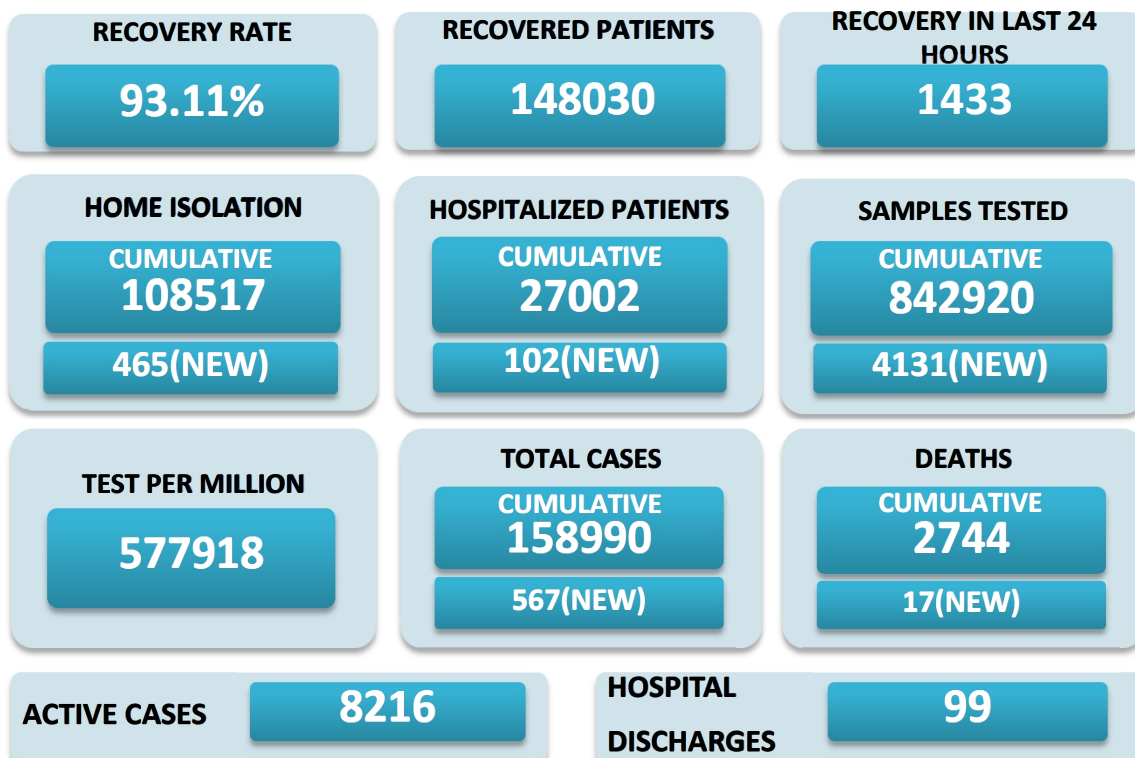 RECOVERY RATE
93.11%
RECOVERED PATIENTS
148030
RECOVERY IN LAST 24
HOURS
1433
HOME ISOLATION
CUMULATIVE
108517
465(NEW)
HOSPITALIZED PATIENTS
CUMULATIVE
27002
102(NEW)
SAMPLES TESTED
CUMULATIVE
842920
4131(NEW)
TEST PER MILLION
577918
TOTAL CASES
CUMULATIVE
158990
567(NEW)
DEATHS
CUMULATIVE
2744
17(NEW)
ACTIVE CASES
8216
HOSPITAL
DISCHARGES
99